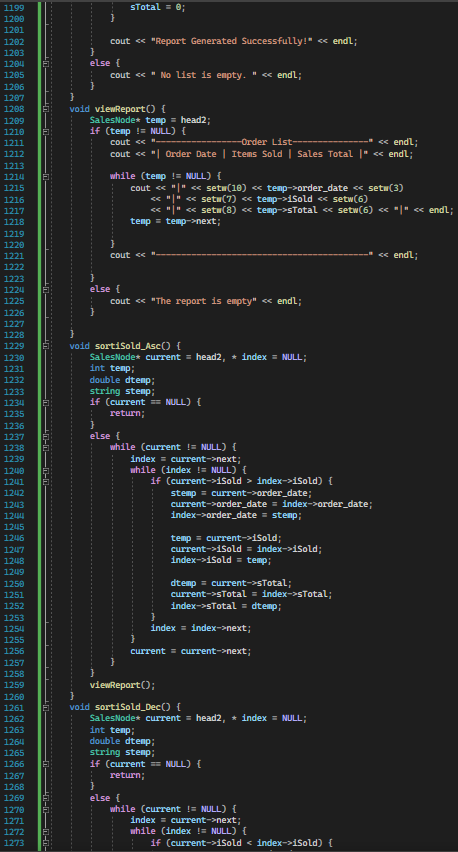 1199 sTotal = 0;
1200 }
1201
1202 cout << "Report Generated Successfully!" << endl;
1203 }
1204 else {
1205 cout << " No list is empty. " << endl;
1206 }
1207 }
1208 void viewReport() {
1209 SalesNode* temp = head2;
1210 if (temp != NULL) {
1211 cout << "-----------------Order List---------------" << endl;
1212 cout << "| Order Date | Items Sold | Sales Total |" << endl;
1213
1214 while (temp != NULL) {
1215 cout << "|" << setw(10) << temp->order_date << setw(3)
1216 << "|" << setw(7) << temp->iSold << setw(6)
1217 << "|" << setw(8) << temp->sTotal << setw(6) << "|" << endl;
1218 temp = temp->next;
1219
1220 }
1221 cout << "------------------------------------------" << endl;
1222
1223 }
1224 else {
1225 cout << "The report is empty" << endl;
1226 }
1227
1228 }
1229 void sortiSold_Asc() {
1230 SalesNode* current = head2, * index = NULL;
1231 int temp;
1232 double dtemp;
1233 string stemp;
1234 if (current == NULL) {
1235 return;
1236 }
1237 else {
1238 while (current != NULL) {
1239 index = current->next;
1240 while (index != NULL) {
1241 if (current->iSold > index->iSold) {
1242 stemp = current->order_date;
1243 current->order_date = index->order_date;
1244 index->order_date = stemp;
1245
1246 temp = current->iSold;
1247 current->iSold = index->iSold;
1248 index->iSold = temp;
1249
1250 dtemp = current->sTotal;
1251 current->sTotal = index->sTotal;
1252 index->sTotal = dtemp;
1253 }
1254 index = index->next;
1255 }
1256 current = current->next;
1257 }
1258 }
1259 viewReport();
1260 }
1261 void sortiSold_Dec() {
1262 SalesNode* current = head2, * index = NULL;
1263 int temp;
1264 double dtemp;
1265 string stemp;
1266 if (current == NULL) {
1267 return;
1268 }
1269 else {
1270 while (current != NULL) {
1271 index = current->next;
1272 while (index != NULL) {
1273 if (current->iSold < index->iSold) {